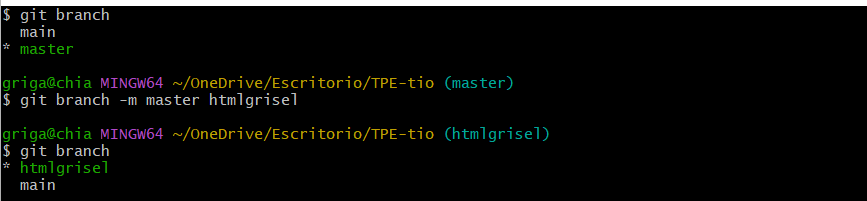 $ git branch
  main
* master

griga@chia MINGW64 ~/OneDrive/Escritorio/TPE-tio (master)
$ git branch -m master htmlgrisel

griga@chia MINGW64 ~/OneDrive/Escritorio/TPE-tio (htmlgrisel)
$ git branch
* htmlgrisel
  main